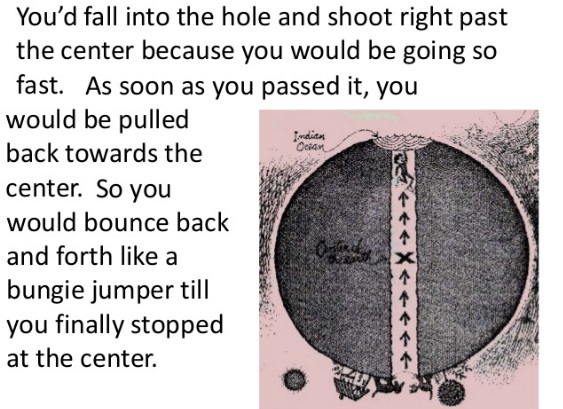 You’d fall into the hole and shoot right past
the center because you would be going so
fast. As soon as you passed it, you
would be pulled
back towards the
center. So you
would bounce back
and forth like a
bungie jumper till
you finally stopped
at the center.
Indian
Ocean
Center of
the earth